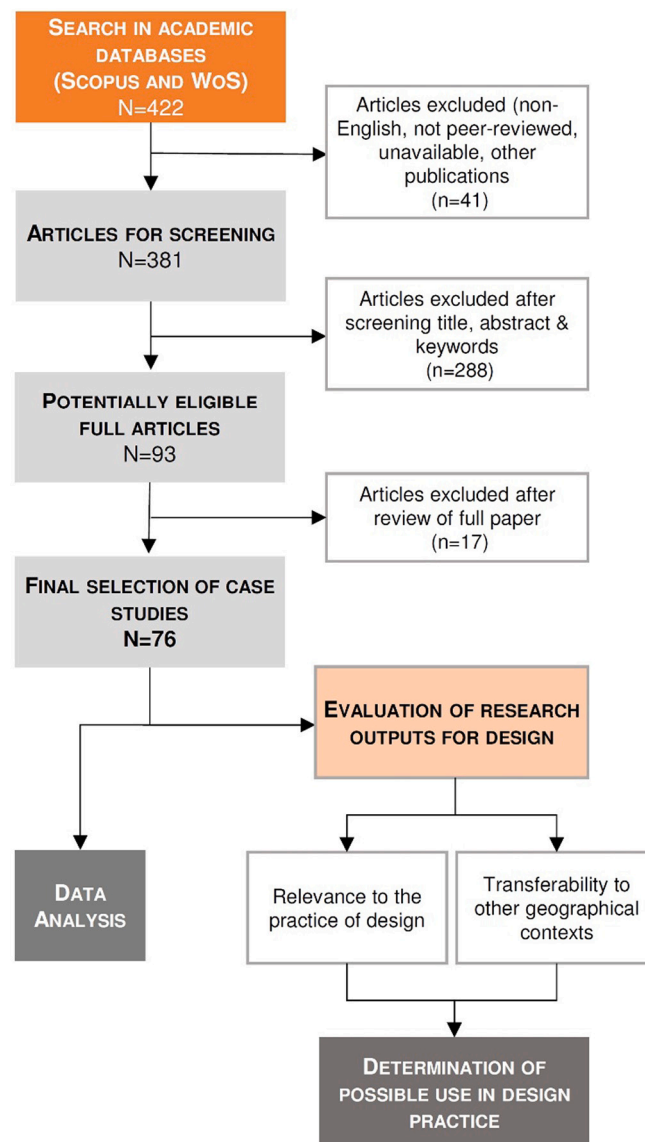 SEARCH IN ACADEMIC
DATABASES
(SCOPUS AND WOS)
N=422
Articles excluded (non-
English, not peer-reviewed,
unavailable, other
publications
(n=41)
ARTICLES FOR SCREENING
N=381
Articles excluded after
screening title, abstract &
keywords
(n=288)
POTENTIALLY ELIGIBLE
FULL ARTICLES
N=93
Articles excluded after
review of full paper
(n=17)
FINAL SELECTION OF CASE
STUDIES
N=76
EVALUATION OF RESEARCH
OUTPUTS FOR DESIGN
DATA
ANALYSIS
Relevance to the
practice of design
Transferability to
other geographical
contexts
DETERMINATION OF
POSSIBLE USE IN DESIGN
PRACTICE